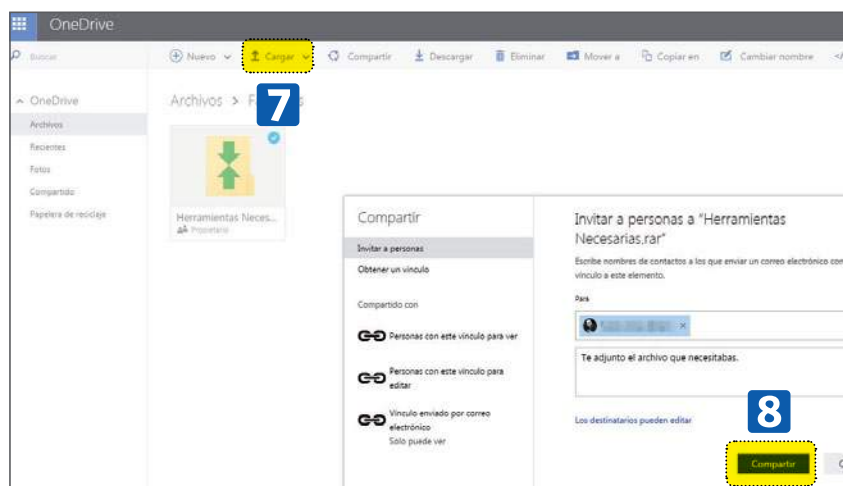 OneDrive
Buscar
Nuevo
Cargar
Compartir
Descargar
Eliminar
Mover a
Copiar en
Cambiar nombre
7
OneDrive
Archivos
Recientes
Fotos
Compartido
Papelera de reciclaje
Archivos >
Herramientas Neces...
Propietario
Compartir
Invitar a personas
Obtener un vínculo
Compartido con
Personas con este vínculo para ver
Personas con este vínculo para
editar
Vínculo enviado por correo
electrónico
Solo puede ver
Invitar a personas a "Herramientas
Necesarias.rar"
Escribe nombres de contactos a los que enviar un correo electrónico con
vínculo a este elemento.
Para
Te adjunto el archivo que necesitabas.
Los destinatarios pueden editar
8
Compartir